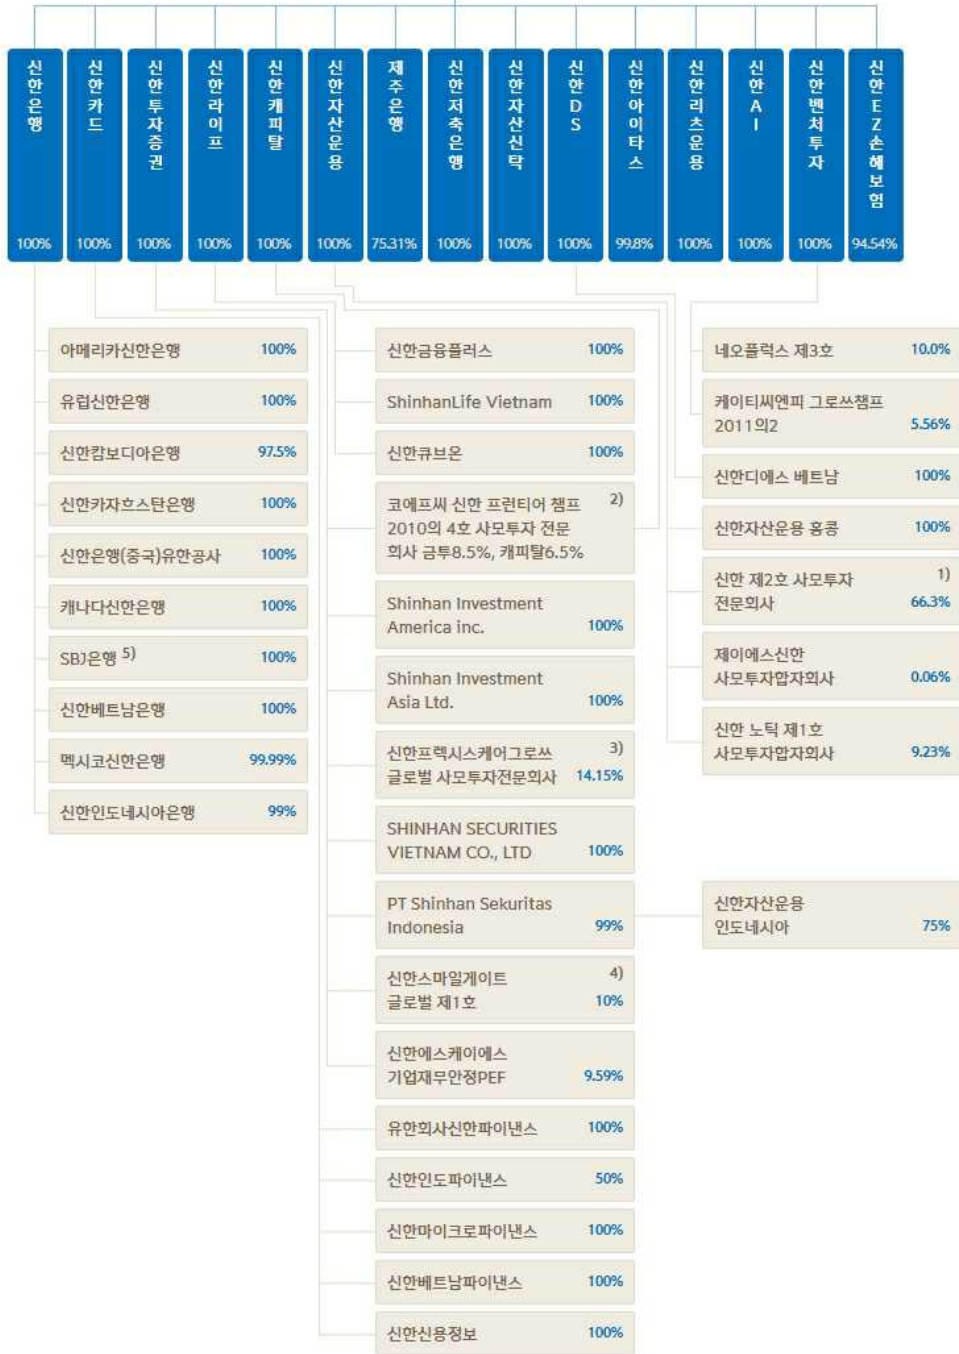 신한은행
100%
신한카드
100%
신한투자증권
100%
신한라이프
100%
신한캐피탈
100%
신한자산운용
100%
제주은행
75.31%
신한저축은행
100%
신한자산신탁
100%
신한DS
100%
신한아이타스
99.8%
신한리츠운용
100%
신한AI
100%
신한벤처투자
100%
신한EZ손해보험
94.54%
아메리카신한은행 100%
유럽신한은행 100%
신한캄보디아은행 97.5%
신한카자흐스탄은행 100%
신한은행(중국)유한공사 100%
캐나다신한은행 100%
SBJ은행 5) 100%
신한베트남은행 100%
멕시코신한은행 99.99%
신한인도네시아은행 99%
신한금융플러스 100%
ShinhanLife Vietnam 100%
신한큐브온 100%
코에프씨 신한 프런티어 챔프 2)
2010의 4호 사모투자 전문
회사 금투8.5%, 캐피탈6.5%
Shinhan Investment
America inc. 100%
Shinhan Investment
Asia Ltd. 100%
신한프렉시스케어그로쓰 3)
글로벌 사모투자전문회사 14.15%
SHINHAN SECURITIES
VIETNAM CO., LTD 100%
PT Shinhan Sekuritas
Indonesia 99%
신한스마일게이트 4)
글로벌 제1호 10%
신한에스케이에스
기업재무안정PEF 9.59%
유한회사신한파이낸스 100%
신한인도파이낸스 50%
신한마이크로파이낸스 100%
신한베트남파이낸스 100%
신한신용정보 100%
네오플럭스 제3호 10.0%
케이티씨엔피 그로쓰챔프
2011의2 5.56%
신한디에스 베트남 100%
신한자산운용 홍콩 100%
신한 제2호 사모투자 1)
전문회사 66.3%
제이에스신한
사모투자합자회사 0.06%
신한 노틱 제1호
사모투자합자회사 9.23%
신한자산운용
인도네시아 75%